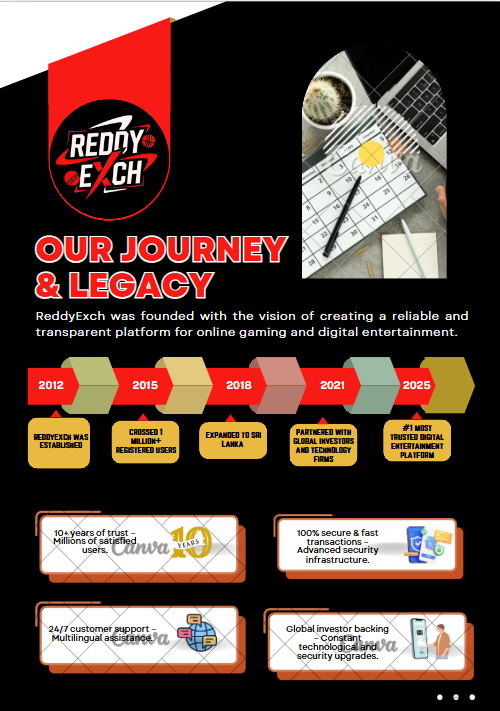 REDDY
EXCH
OUR JOURNEY
& LEGACY
ReddyExch was founded with the vision of creating a reliable and
transparent platform for online gaming and digital entertainment.
2012
2015
2018
2021
2025
REDDYEXCH WAS
ESTABLISHED
CROSSED 1
MILLION+
REGISTERED USERS
EXPANDED TO SRI
LANKA
PARTNERED WITH
GLOBAL INVESTORS
AND TECHNOLOGY
FIRMS
#1 MOST
TRUSTED DIGITAL
ENTERTAINMENT
PLATFORM
10+ years of trust –
Millions of satisfied
users.
Canva
10
YEARS
100% secure & fast
transactions –
Advanced security
infrastructure.
24/7 customer support –
Multilingual assistance.
Canva
Global investor backing
– Constant
technological and
security upgrades.
Canva